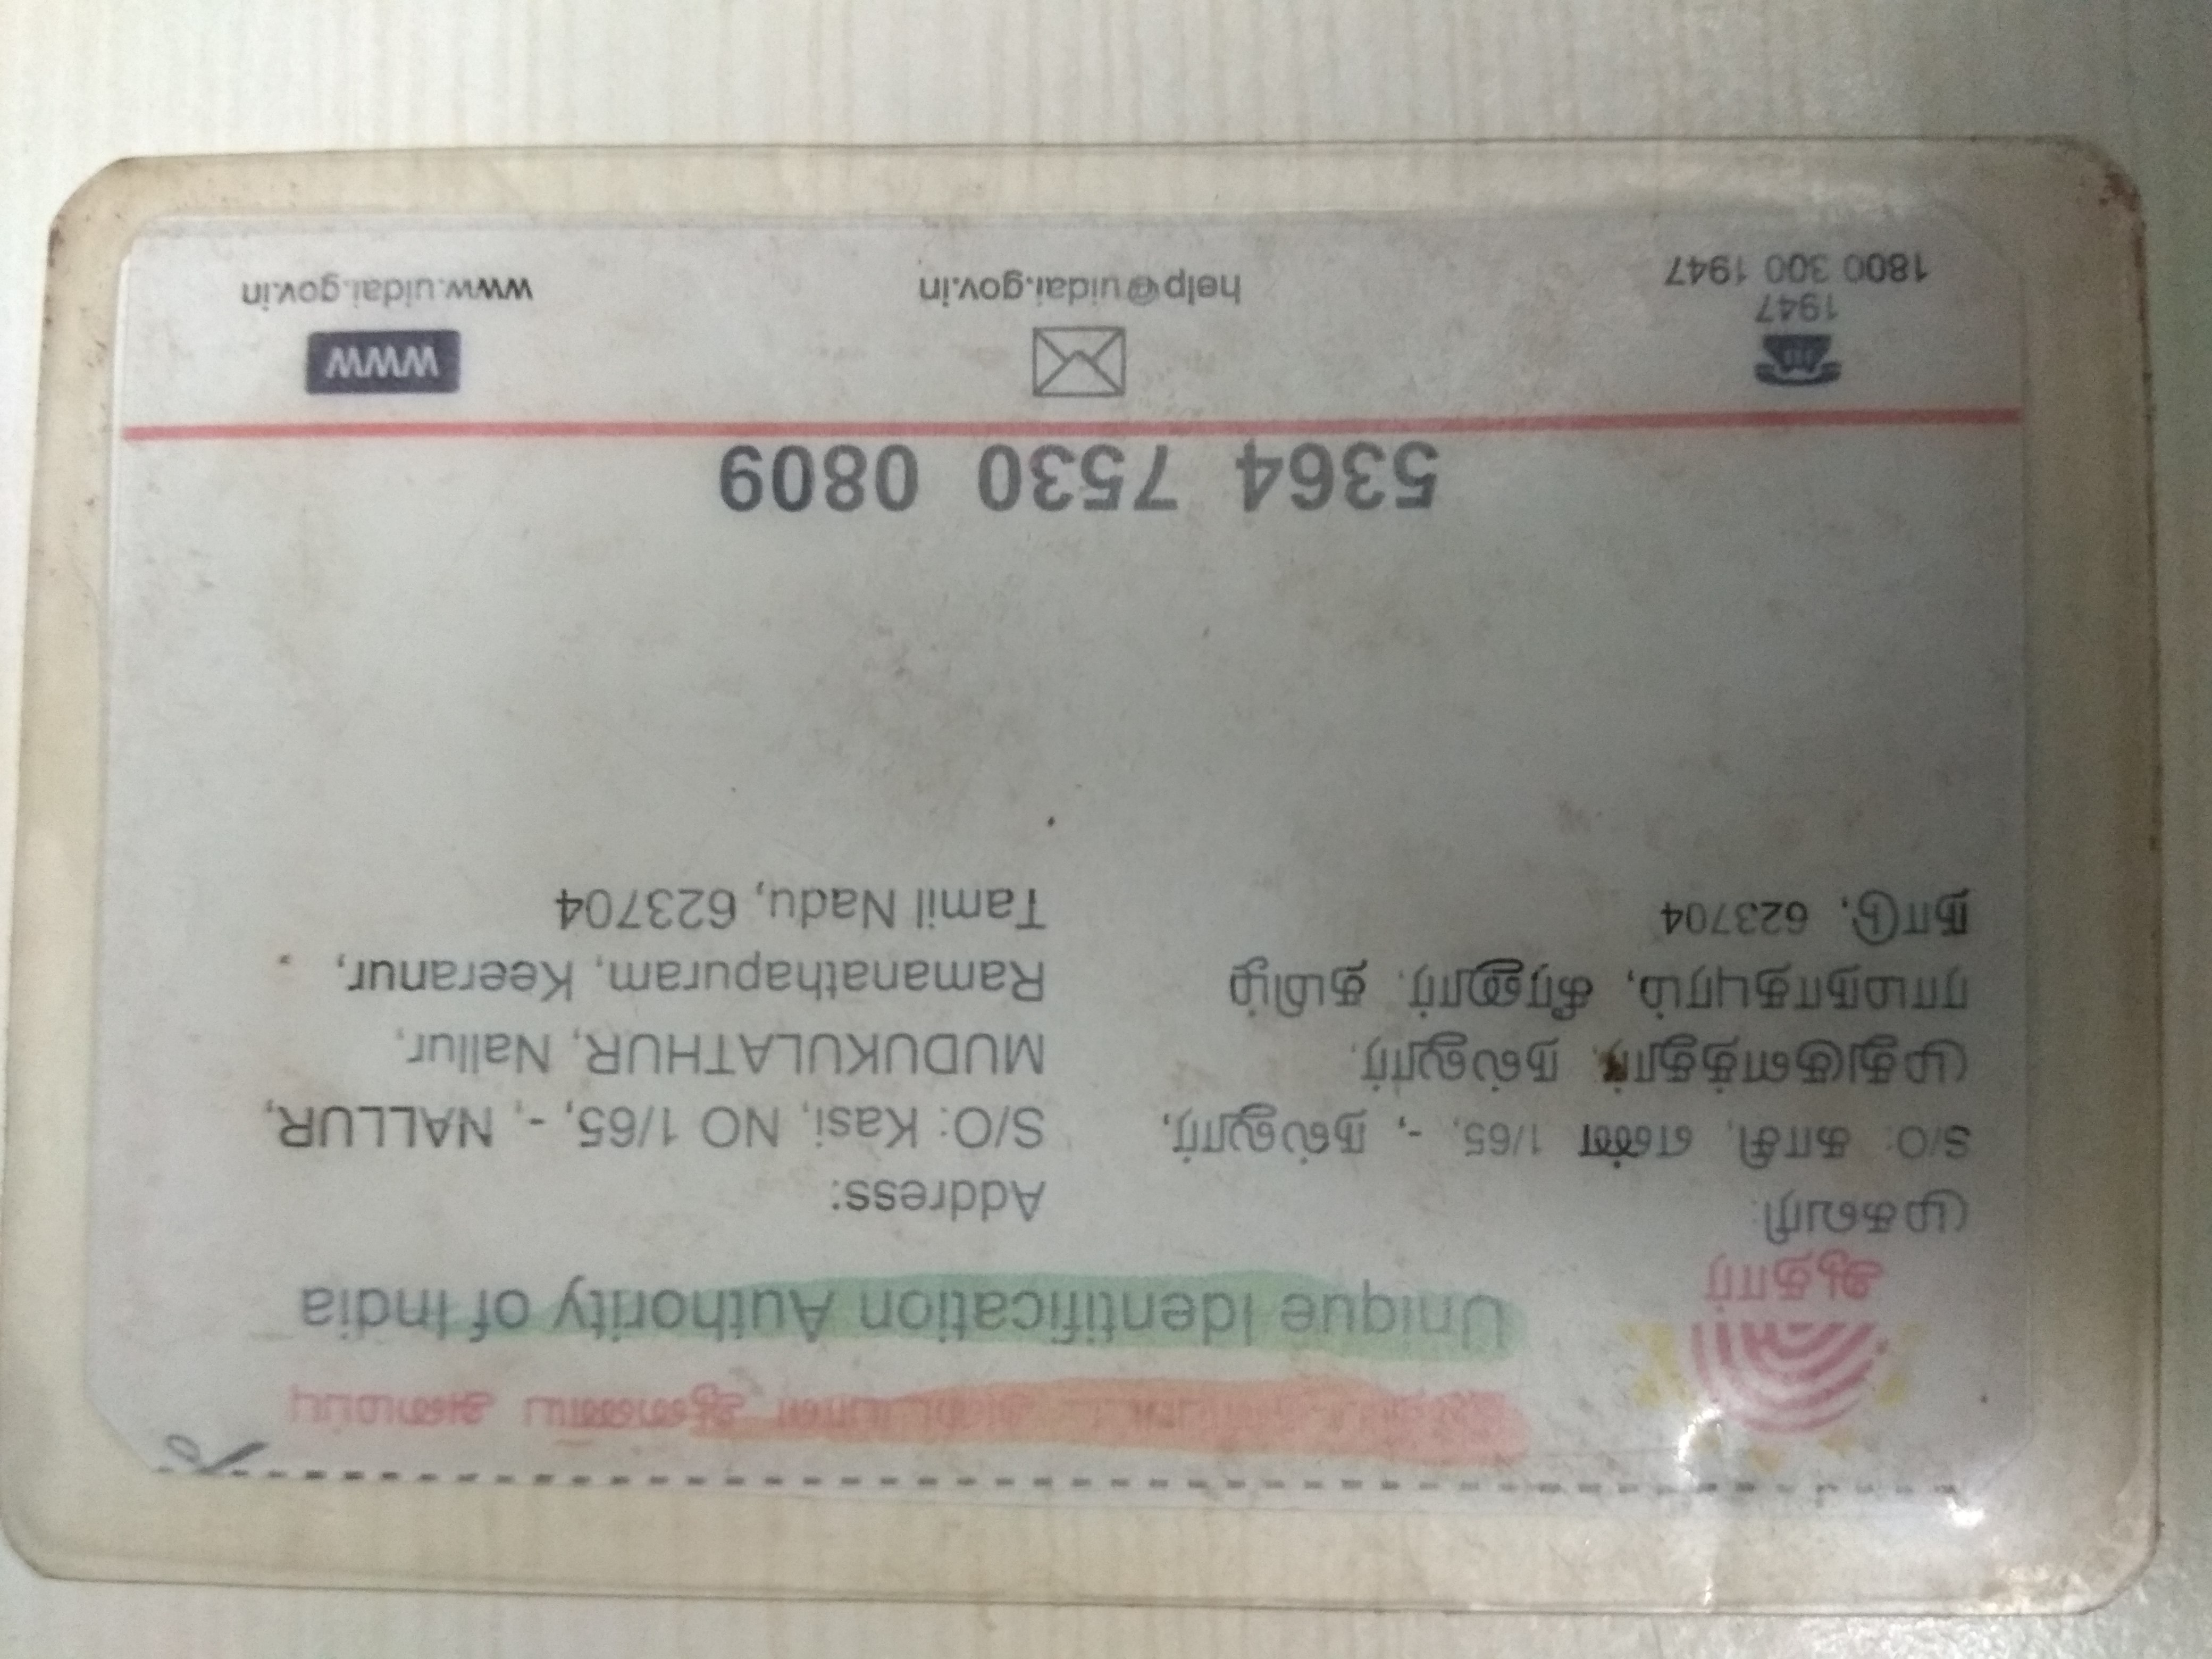 இந்திய தனிப்பட்ட அடையாள ஆணைய அமைப்பு
Unique Identification Authority of India
ஆதார்
முகவரி:
S/O: காசி, எண் 1/65, -, நல்லூர்,
முதுகுளத்தூர், நல்லூர்,
ராமநாதபுரம், கீரனூர், தமிழ்
நாடு, 623704
Address:
S/O: Kasi, NO 1/65, -, NALLUR,
MUDUKULATHUR, Nallur,
Ramanathapuram, Keeranur,
Tamil Nadu, 623704
5364 7530 0809
1947
1800 300 1947
help@uidai.gov.in
WWW
www.uidai.gov.in